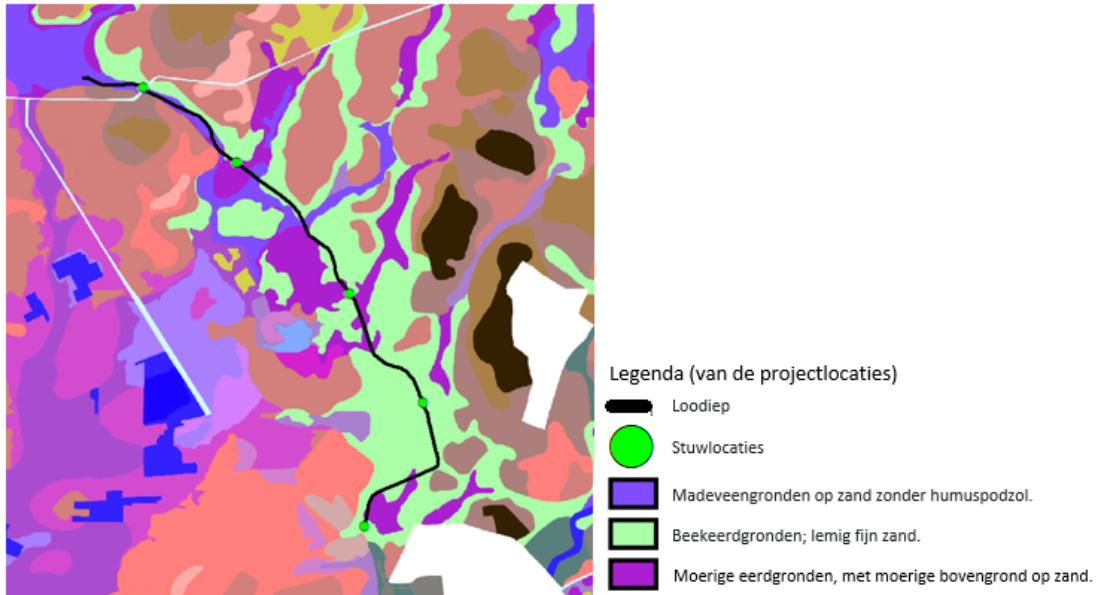 Legenda (van de projectlocaties)
Loodiep
Stuwlocaties
Madeveengronden op zand zonder humuspodzol.
Beekeerdgronden; lemig fijn zand.
Moerige eerdgronden, met moerige bovengrond op zand.